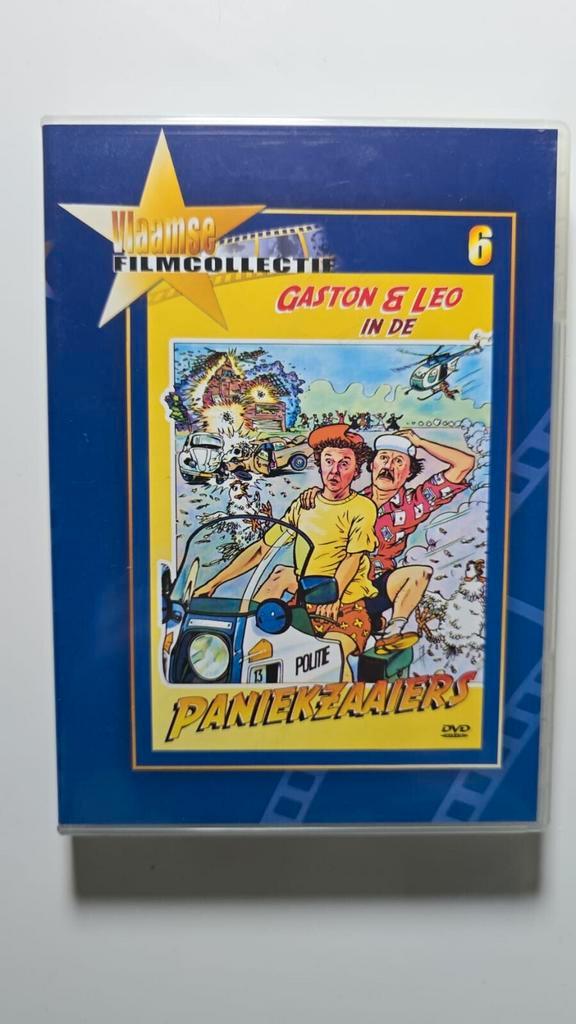 Vlaamse
FILMCOLLECTIE
6
GASTON & LEO
IN DE
POLITIE
13
PANIEKZAAIERS
DVD